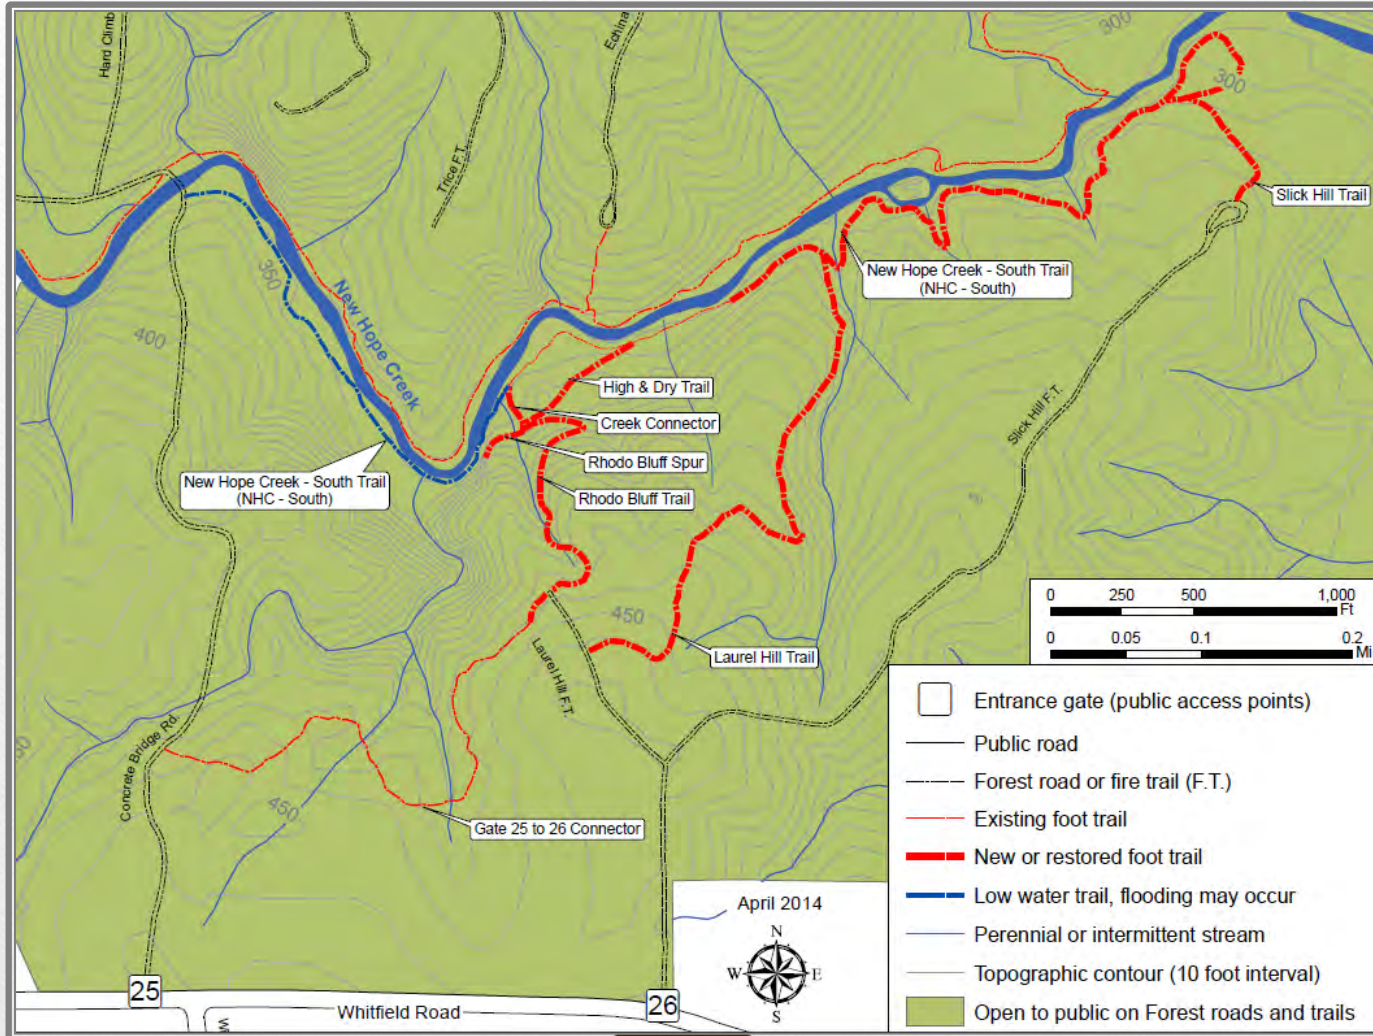 Hard Climb
Echina
300
300
Trice F.T.
Slick Hill Trail
New Hope Creek - South Trail
(NHC - South)
350
New Hope Creek
400
High & Dry Trail
Creek Connector
Slick Hill F.T.
Rhodo Bluff Spur
New Hope Creek - South Trail
(NHC - South)
Rhodo Bluff Trail
450
Laurel Hill Trail
Laurel Hill F.T.
Concrete Bridge Rd.
50
450
Gate 25 to 26 Connector
0 250 500 1,000
Ft
0 0.05 0.1 0.2
Mi
Entrance gate (public access points)
Public road
Forest road or fire trail (F.T.)
Existing foot trail
New or restored foot trail
Low water trail, flooding may occur
Perennial or intermittent stream
Topographic contour (10 foot interval)
Open to public on Forest roads and trails
April 2014
N
W E
S
25
26
Whitfield Road